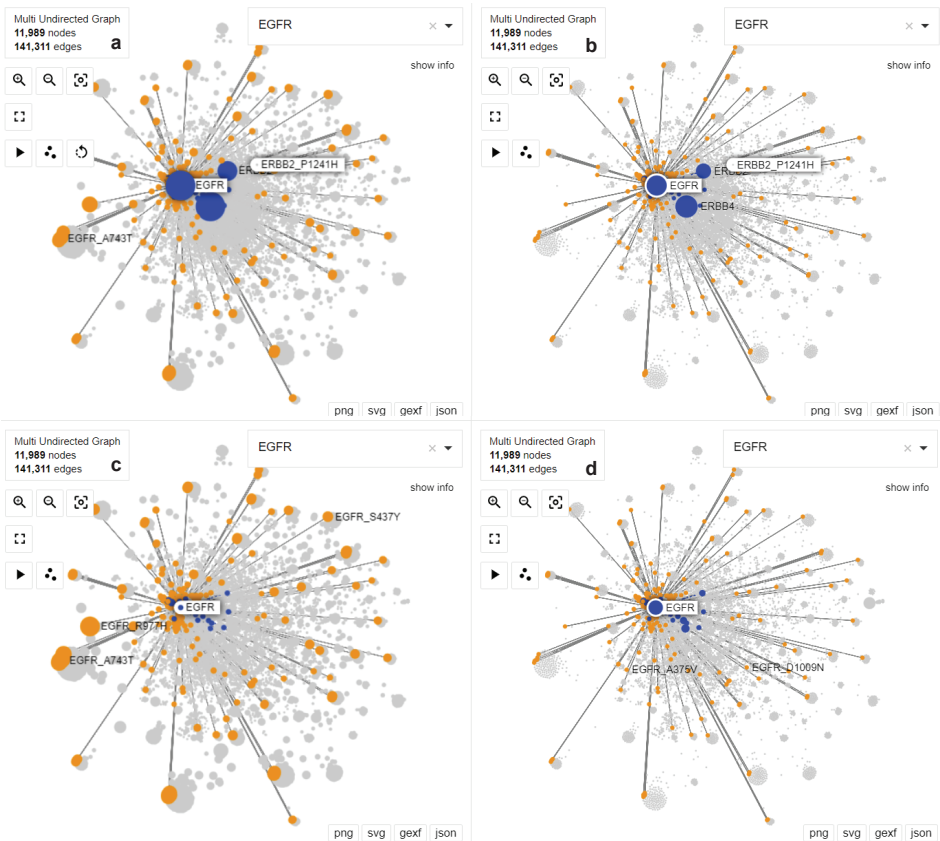 Multi Undirected Graph
11,989 nodes
141,311 edges
a
EGFR
show info
ERBB2_P1241H
EGFR
EGFR_A743T
png svg gexf json
Multi Undirected Graph
11,989 nodes
141,311 edges
b
EGFR
show info
ERBB2_P1241H
EGFR
ERBB4
png svg gexf json
Multi Undirected Graph
11,989 nodes
141,311 edges
c
EGFR
show info
EGFR_S437Y
EGFR
EGFR_R977H
EGFR_A743T
png svg gexf json
Multi Undirected Graph
11,989 nodes
141,311 edges
d
EGFR
show info
EGFR
EGFR_A375V
EGFR_D1009N
png svg gexf json